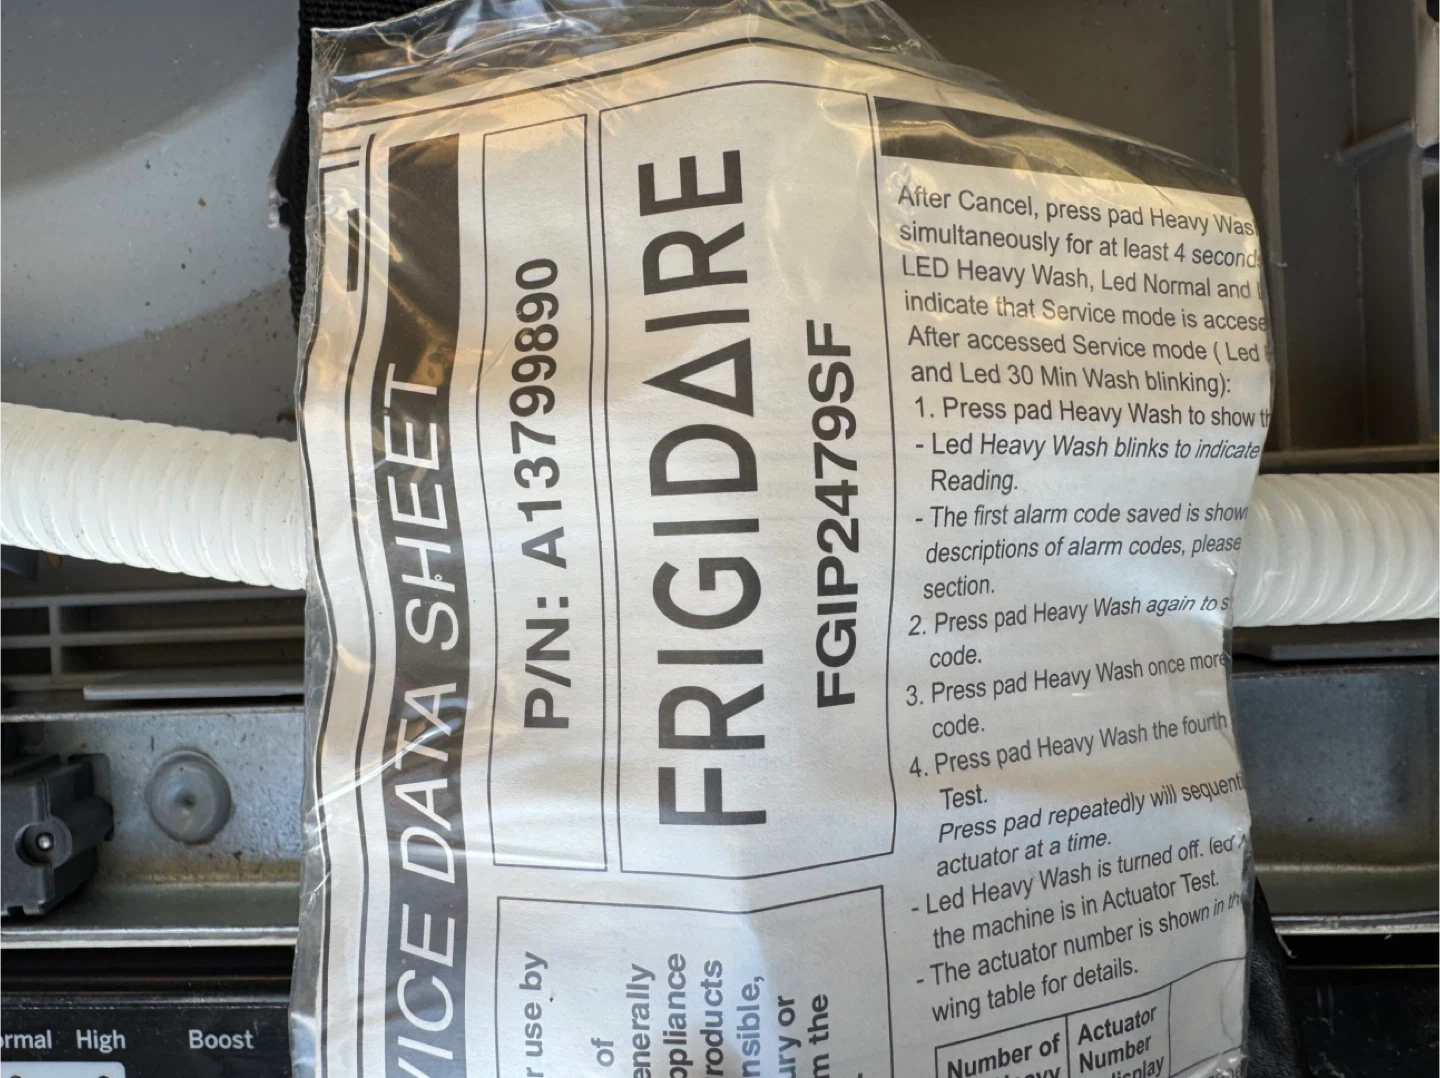 VICE DATA SHEET
P/N: A13799890
FRIGIDAIRE
FGIP2479SF
After Cancel, press pad Heavy Was
simultaneously for at least 4 second
LED Heavy Wash, Led Normal and
indicate that Service mode is accese
After accessed Service mode ( Led
and Led 30 Min Wash blinking):
1. Press pad Heavy Wash to show th
- Led Heavy Wash blinks to indicate
Reading.
- The first alarm code saved is show
descriptions of alarm codes, please
section.
2. Press pad Heavy Wash again to s
code.
3. Press pad Heavy Wash once more
code.
4. Press pad Heavy Wash the fourth
Test.
Press pad repeatedly will sequenti
actuator at a time.
- Led Heavy Wash is turned off. (led
the machine is in Actuator Test.
- The actuator number is shown in th
wing table for details.
Number of
Actuator
Number
r use by
of
enerally
ppliance
roducts
nsible,
ury or
m the
ormal High Boost